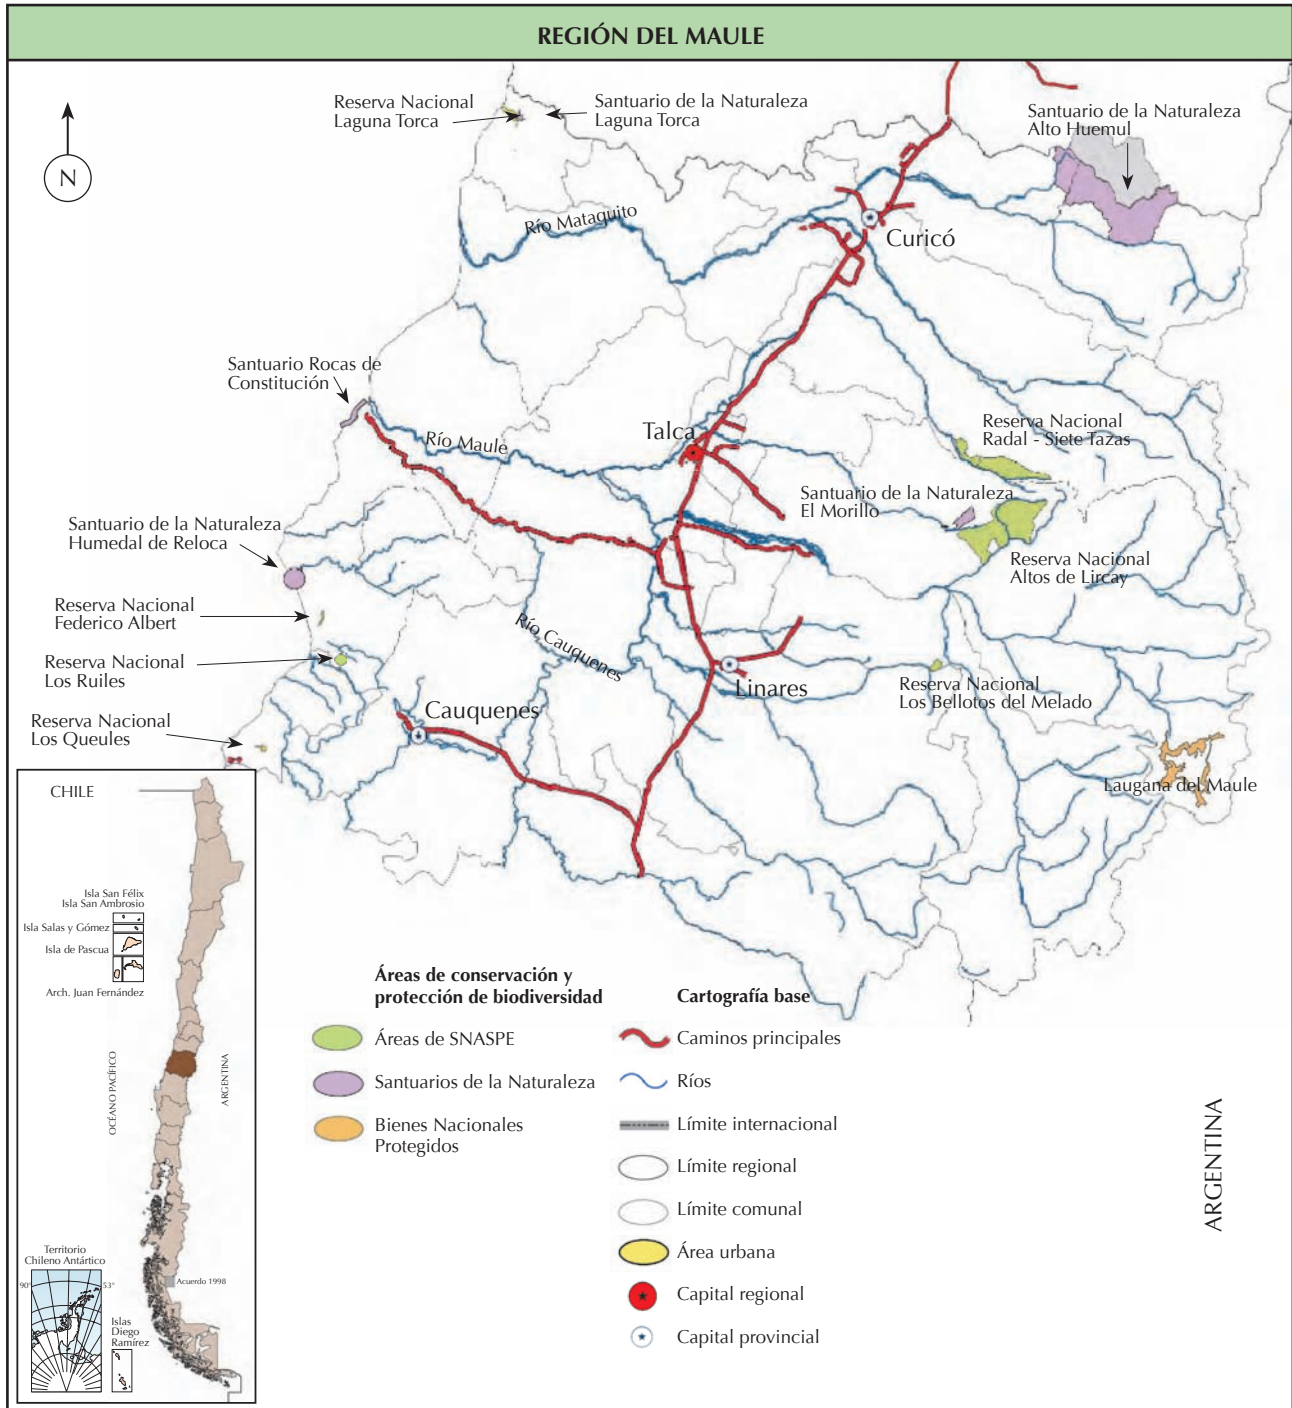 REGIÓN DEL MAULE
N
Reserva Nacional
Laguna Torca
Santuario de la Naturaleza
Laguna Torca
Santuario de la Naturaleza
Alto Huemul
Río Mataquito
Curicó
Santuario Rocas de
Constitución
Río Maule
Talca
Reserva Nacional
Radal - Siete Tazas
Santuario de la Naturaleza
El Morillo
Santuario de la Naturaleza
Humedal de Reloca
Reserva Nacional
Altos de Lircay
Reserva Nacional
Federico Albert
Río Cauquenes
Reserva Nacional
Los Ruiles
Linares
Reserva Nacional
Los Bellotos del Melado
Cauquenes
Reserva Nacional
Los Queules
Laugana del Maule
CHILE
Isla San Félix
Isla San Ambrosio
Isla Salas y Gómez
Isla de Pascua
Arch. Juan Fernández
OCÉANO PACÍFICO
ARGENTINA
Territorio
Chileno Antártico
90°
53°
Acuerdo 1998
Islas
Diego
Ramírez
Áreas de conservación y
protección de biodiversidad
Áreas de SNASPE
Santuarios de la Naturaleza
Bienes Nacionales
Protegidos
Cartografía base
Caminos principales
Ríos
Límite internacional
Límite regional
Límite comunal
Área urbana
Capital regional
Capital provincial
ARGENTINA